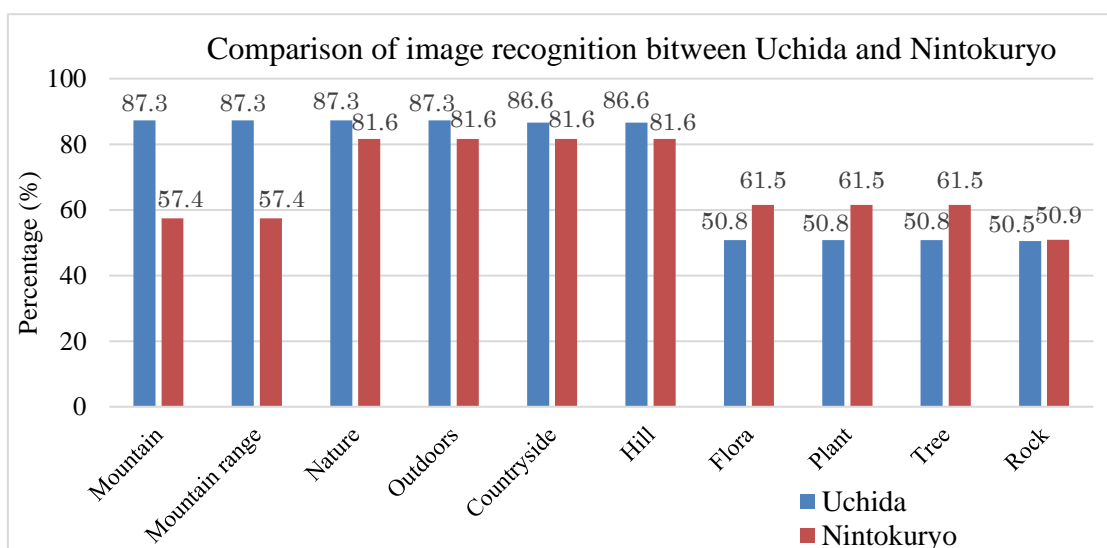 Comparison of image recognition bitween Uchida and Nintokuryo
Percentage (%)
100
80
60
40
20
0
87.3 87.3 87.3 87.3 86.6 86.6
57.4 57.4 81.6 81.6 81.6 81.6
50.8 50.8 50.8 50.5
61.5 61.5 61.5 50.9
Mountain
Mountain range
Nature
Outdoors
Countryside
Hill
Flora
Plant
Tree
Rock
Uchida
Nintokuryo